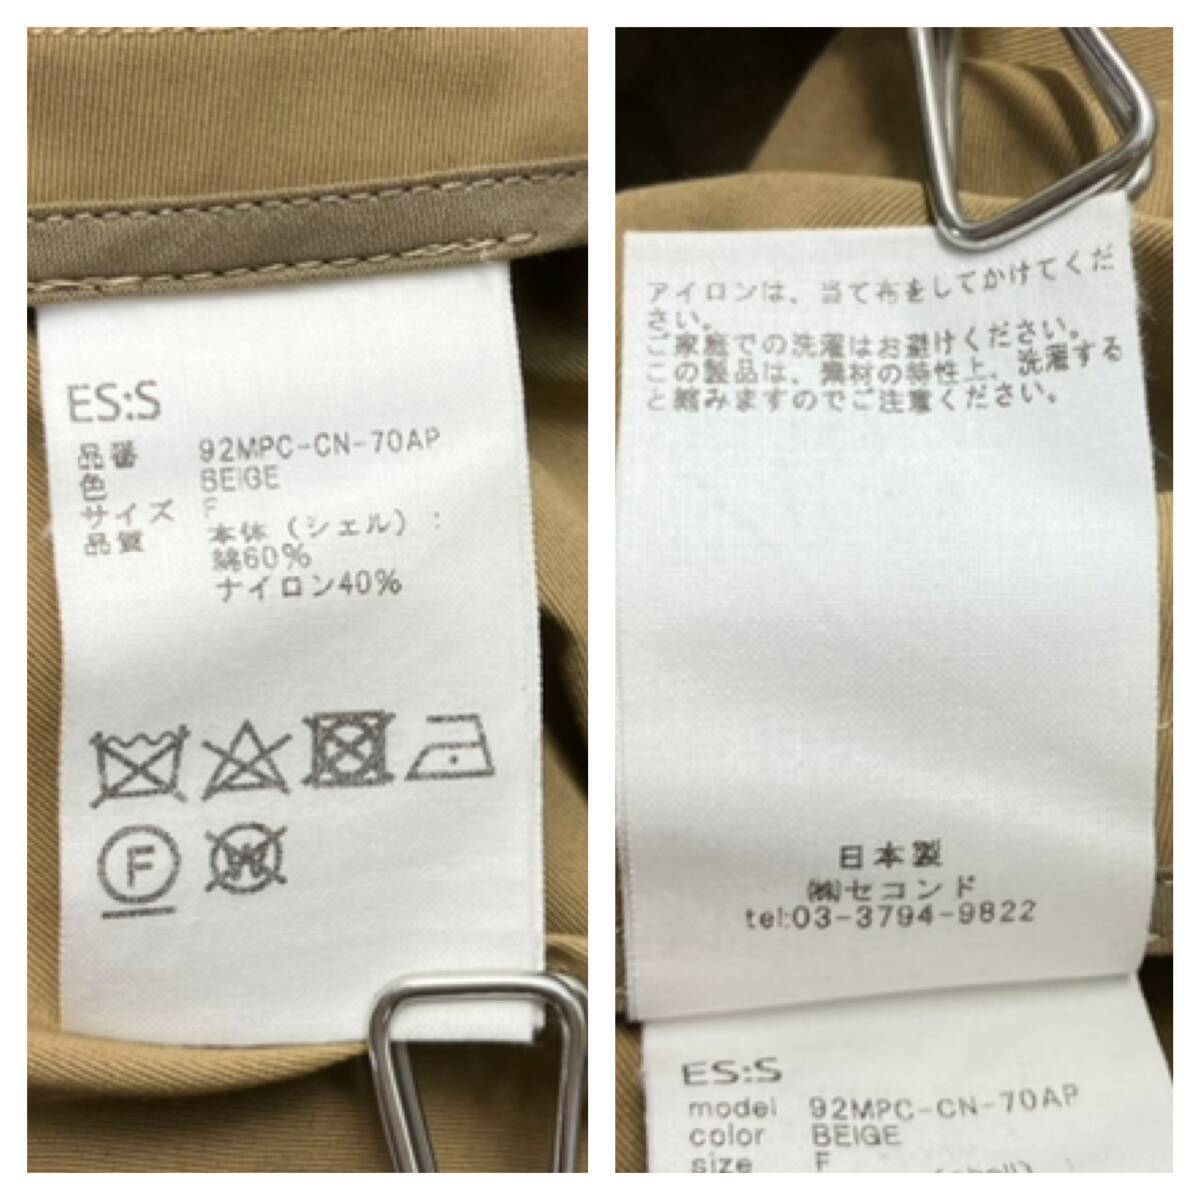 ES:S
品番 92MPC-CN-70AP
色 BEIGE
サイズ F
品質 本体（シェル）：
綿60%
ナイロン40%
F
W
アイロンは、当て布をしてかけてくだ
さい。
ご家庭での洗濯はお避けください。
この製品は、素材の特性上、洗濯する
と縮みますのでご注意ください。
日本製
㈱セコンド
tel:03-3794-9822
ES:S
model 92MPC-CN-70AP
color BEIGE
size F